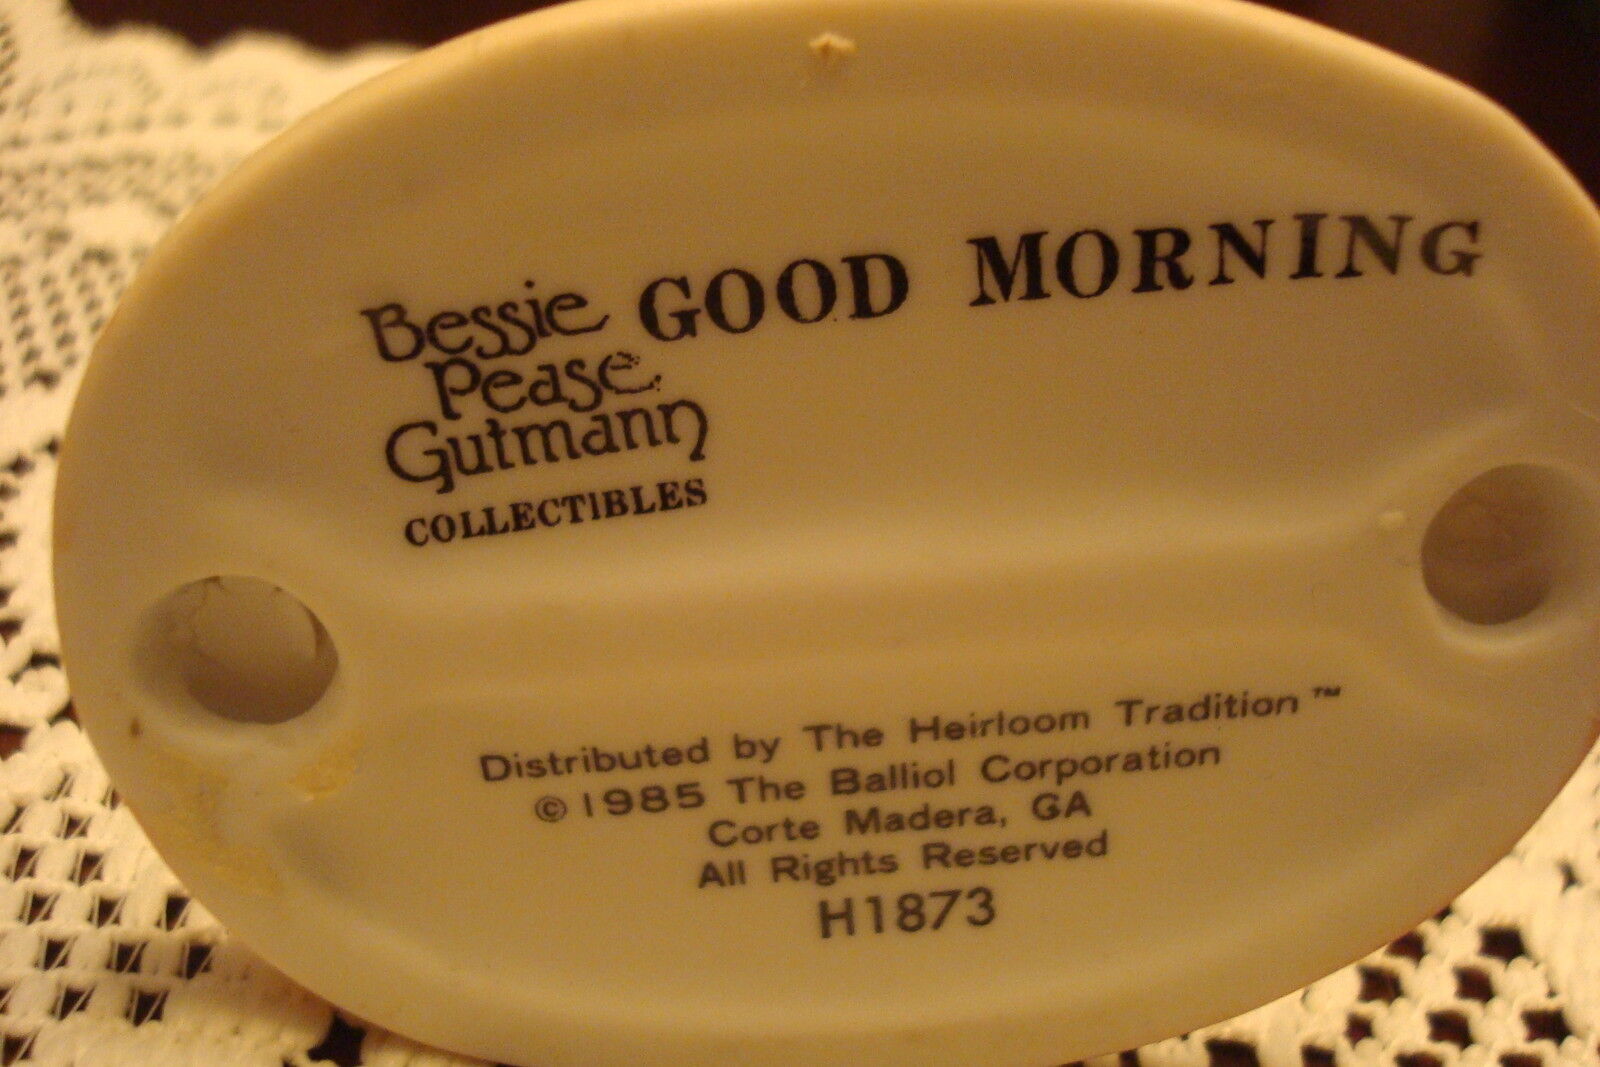 Bessie GOOD MORNING
Pease
Gutmann
COLLECTIBLES
Distributed by The Heirloom Tradition™
© 1985 The Balliol Corporation
Corte Madera, GA
All Rights Reserved
H1873